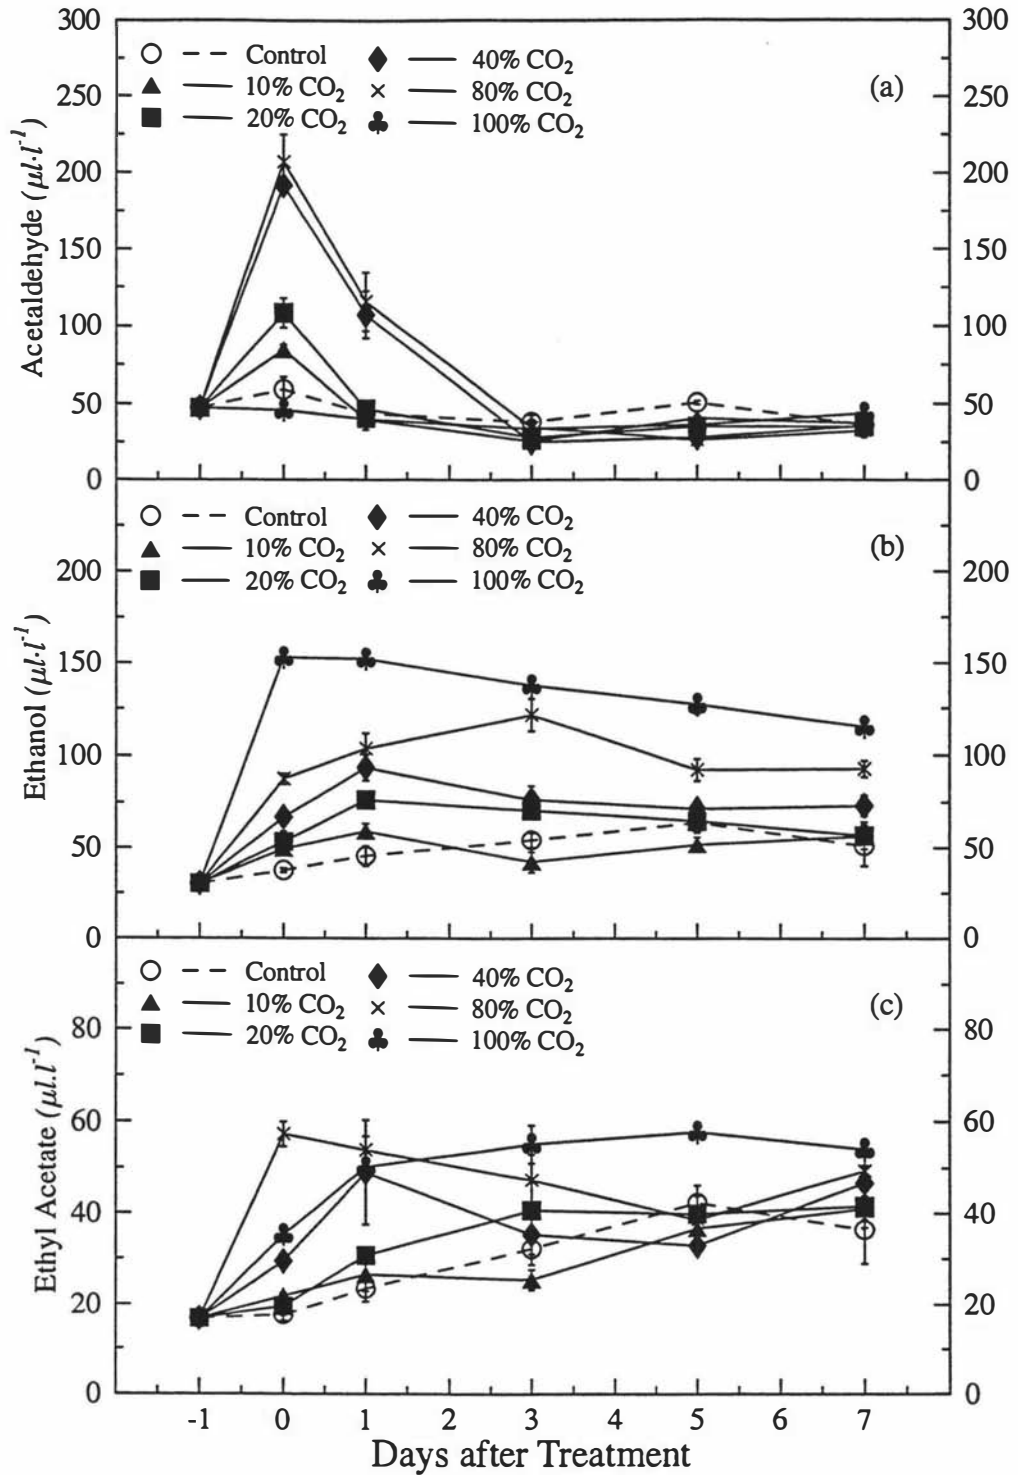 300 300
Control 40% CO2
10% CO2 80% CO2
20% CO2 100% CO2
(a)
250 250
200 200
150 150
100 100
50 50
0 0
Acetaldehyde (μl·l-1)
Control 40% CO2
10% CO2 80% CO2
20% CO2 100% CO2
(b)
200 200
150 150
100 100
50 50
0 0
Ethanol (μl·l-1)
Control 40% CO2
10% CO2 80% CO2
20% CO2 100% CO2
(c)
80 80
60 60
40 40
20 20
0 0
Ethyl Acetate (μl.l-1)
-1 0 1 2 3 4 5 6 7
Days after Treatment